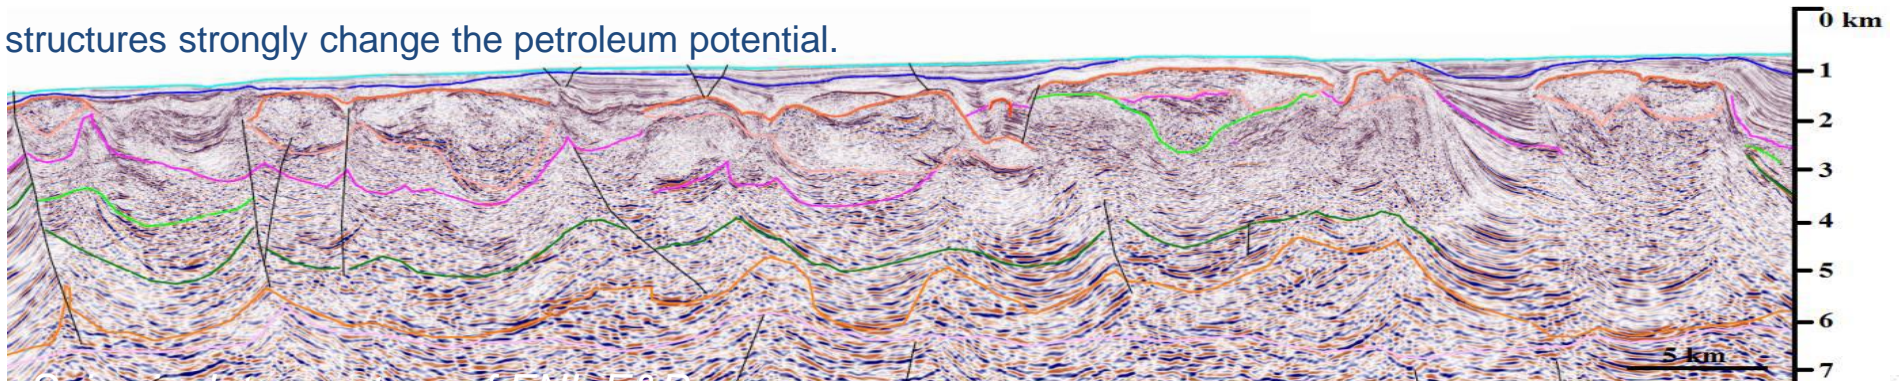 structures strongly change the petroleum potential.
0 km
1
2
3
4
5
6
5 km
7